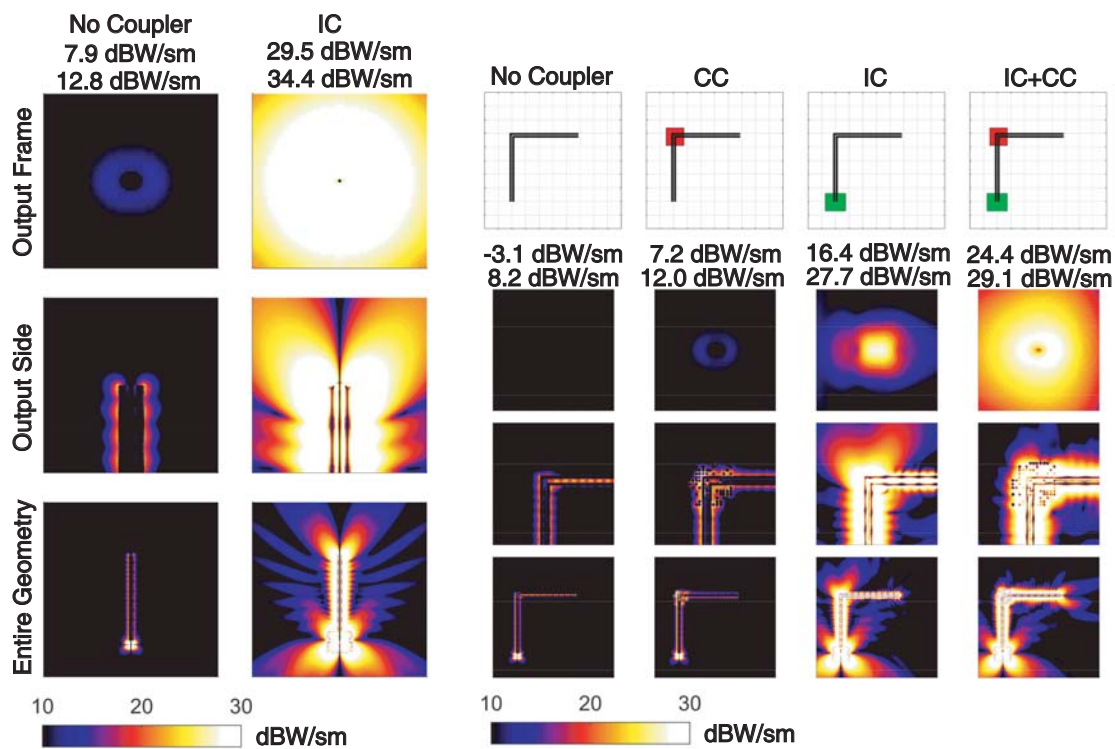 No Coupler
7.9 dBW/sm
12.8 dBW/sm
IC
29.5 dBW/sm
34.4 dBW/sm
Output Frame
Output Side
Entire Geometry
10 20 30
dBW/sm
No Coupler CC IC IC+CC
-3.1 dBW/sm 7.2 dBW/sm 16.4 dBW/sm 24.4 dBW/sm
8.2 dBW/sm 12.0 dBW/sm 27.7 dBW/sm 29.1 dBW/sm
10 20 30
dBW/sm